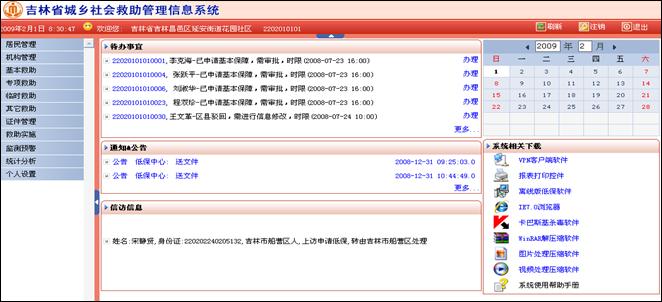 吉林省城乡社会救助管理信息系统
2009年2月1日 8:30:47 欢迎您: 吉林省吉林昌邑区延安街道花园社区 2202010101 刷新 注销 退出
居民管理
机构管理
基本救助
专项救助
临时救助
其它救助
证件管理
救助实施
监测预警
统计分析
个人设置
待办事宜
22020101010001,李克海-已申请基本保障,需审批,时限(2008-07-23 16:00) 办理
22020101010004,张跃平-已申请基本保障,需审批,时限(2008-07-23 16:00) 办理
22020101010006,刘淑华-已申请基本保障,需审批,时限(2008-07-23 16:00) 办理
22020101010023,程双珍-已申请基本保障,需审批,时限(2008-07-23 16:00) 办理
22020101010030,王文革-区县驳回,需进行信息修改,时限(2008-07-24 10:00) 办理
更多...
通知&公告
公告 低保中心: 送文件 2008-12-31 09:25:03.0
公告 低保中心: 送文件 2008-12-31 10:44:49.0
更多...
信访信息
姓名:宋静贤,身份证:220202240205132,吉林市船营区人,上访申请低保,转由吉林市船营区处理
2009 年 2 月
日 一 二 三 四 五 六
1 2 3 4 5 6 7
8 9 10 11 12 13 14
15 16 17 18 19 20 21
22 23 24 25 26 27 28
系统相关下载
VPN客户端软件
报表打印控件
离线版低保软件
IE7.0浏览器
卡巴斯基杀毒软件
WinRAR解压缩软件
图片处理压缩软件
视频处理压缩软件
系统使用帮助手册